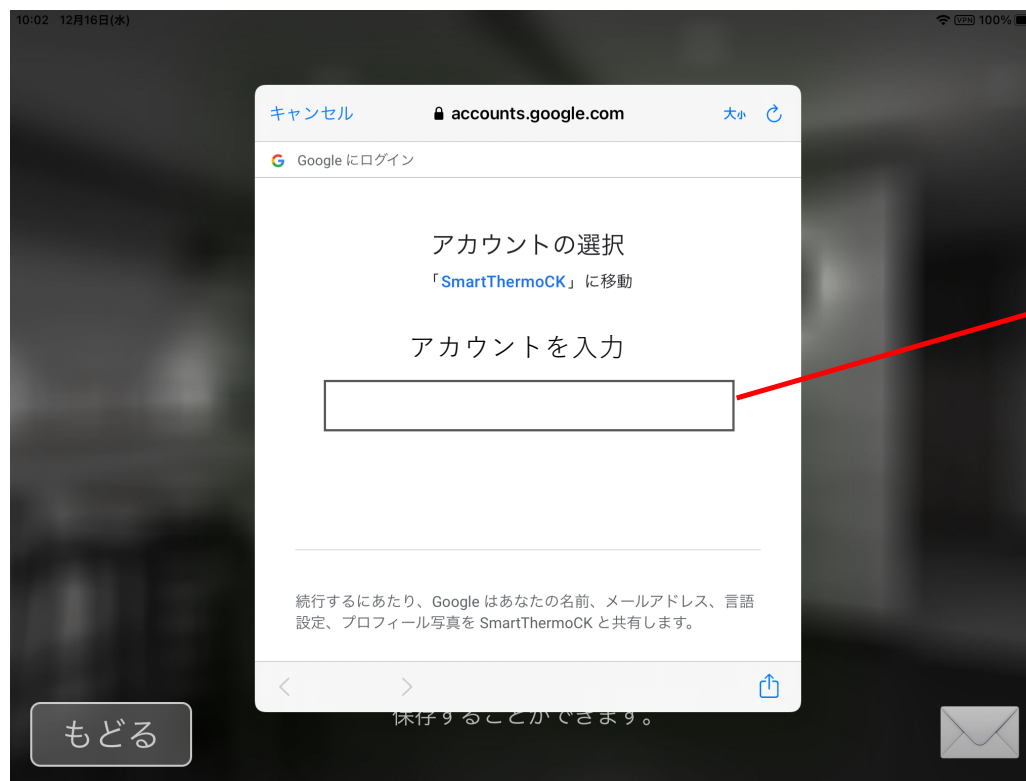 10:02 12月16日(水)
VPN 100%
キャンセル
accounts.google.com
大小
G Google にログイン
アカウントの選択
「SmartThermoCK」に移動
アカウントを入力
続行するにあたり、Google はあなたの名前、メールアドレス、言語
設定、プロフィール写真を SmartThermoCK と共有します。
保存することができます。
もどる